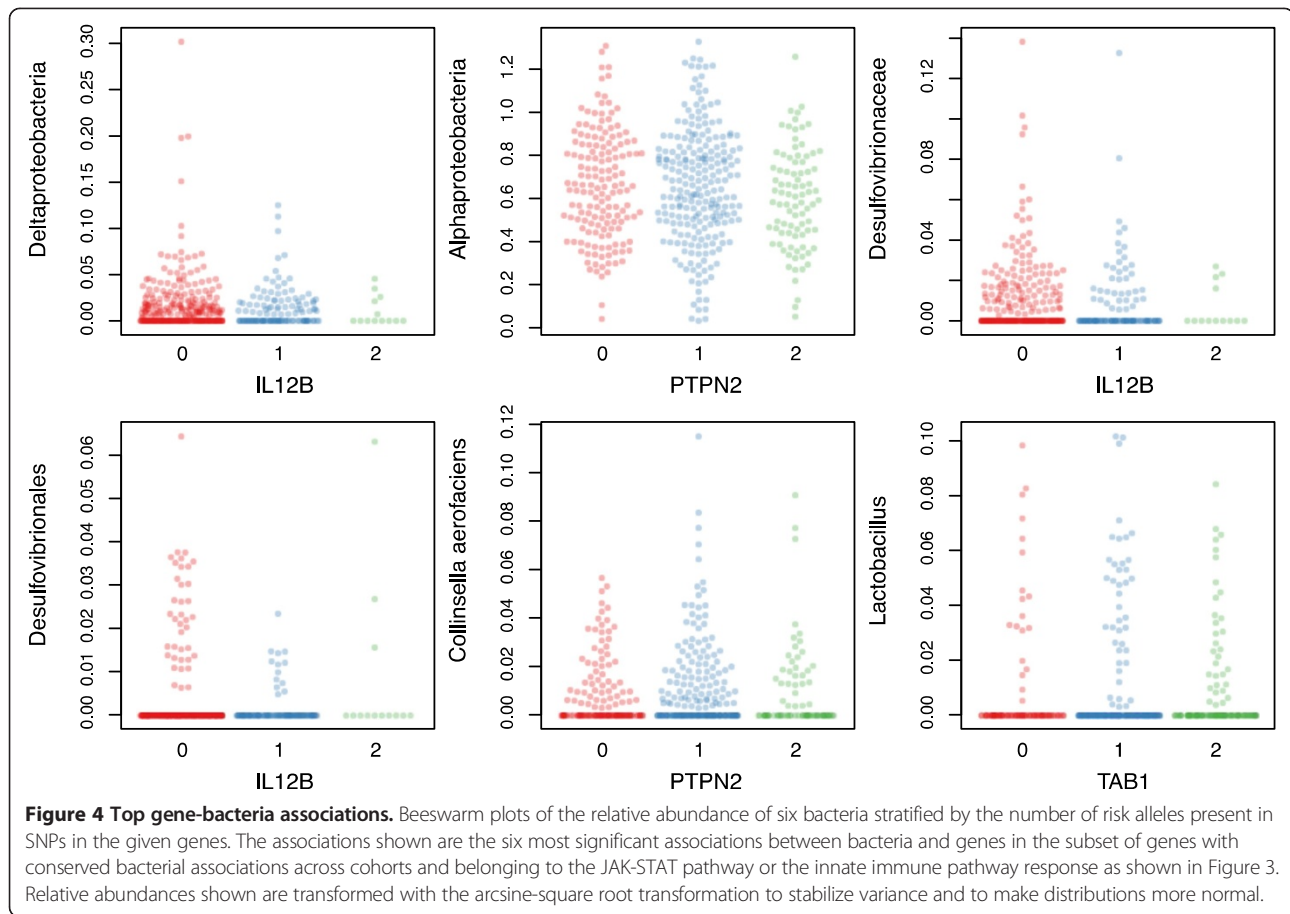 Deltaproteobacteria
0.00 0.05 0.10 0.15 0.20 0.25 0.30
0 1 2
IL12B
Alphaproteobacteria
0.0 0.2 0.4 0.6 0.8 1.0 1.2
0 1 2
PTPN2
Desulfovibrionaceae
0.00 0.04 0.08 0.12
0 1 2
IL12B
Desulfovibrionales
0.00 0.01 0.02 0.03 0.04 0.05 0.06
0 1 2
IL12B
Collinsella aerofaciens
0.00 0.02 0.04 0.06 0.08 0.10 0.12
0 1 2
PTPN2
Lactobacillus
0.00 0.02 0.04 0.06 0.08 0.10
0 1 2
TAB1
Figure 4 Top gene-bacteria associations. Beeswarm plots of the relative abundance of six bacteria stratified by the number of risk alleles present in
SNPs in the given genes. The associations shown are the six most significant associations between bacteria and genes in the subset of genes with
conserved bacterial associations across cohorts and belonging to the JAK-STAT pathway or the innate immune pathway response as shown in Figure 3.
Relative abundances shown are transformed with the arcsine-square root transformation to stabilize variance and to make distributions more normal.